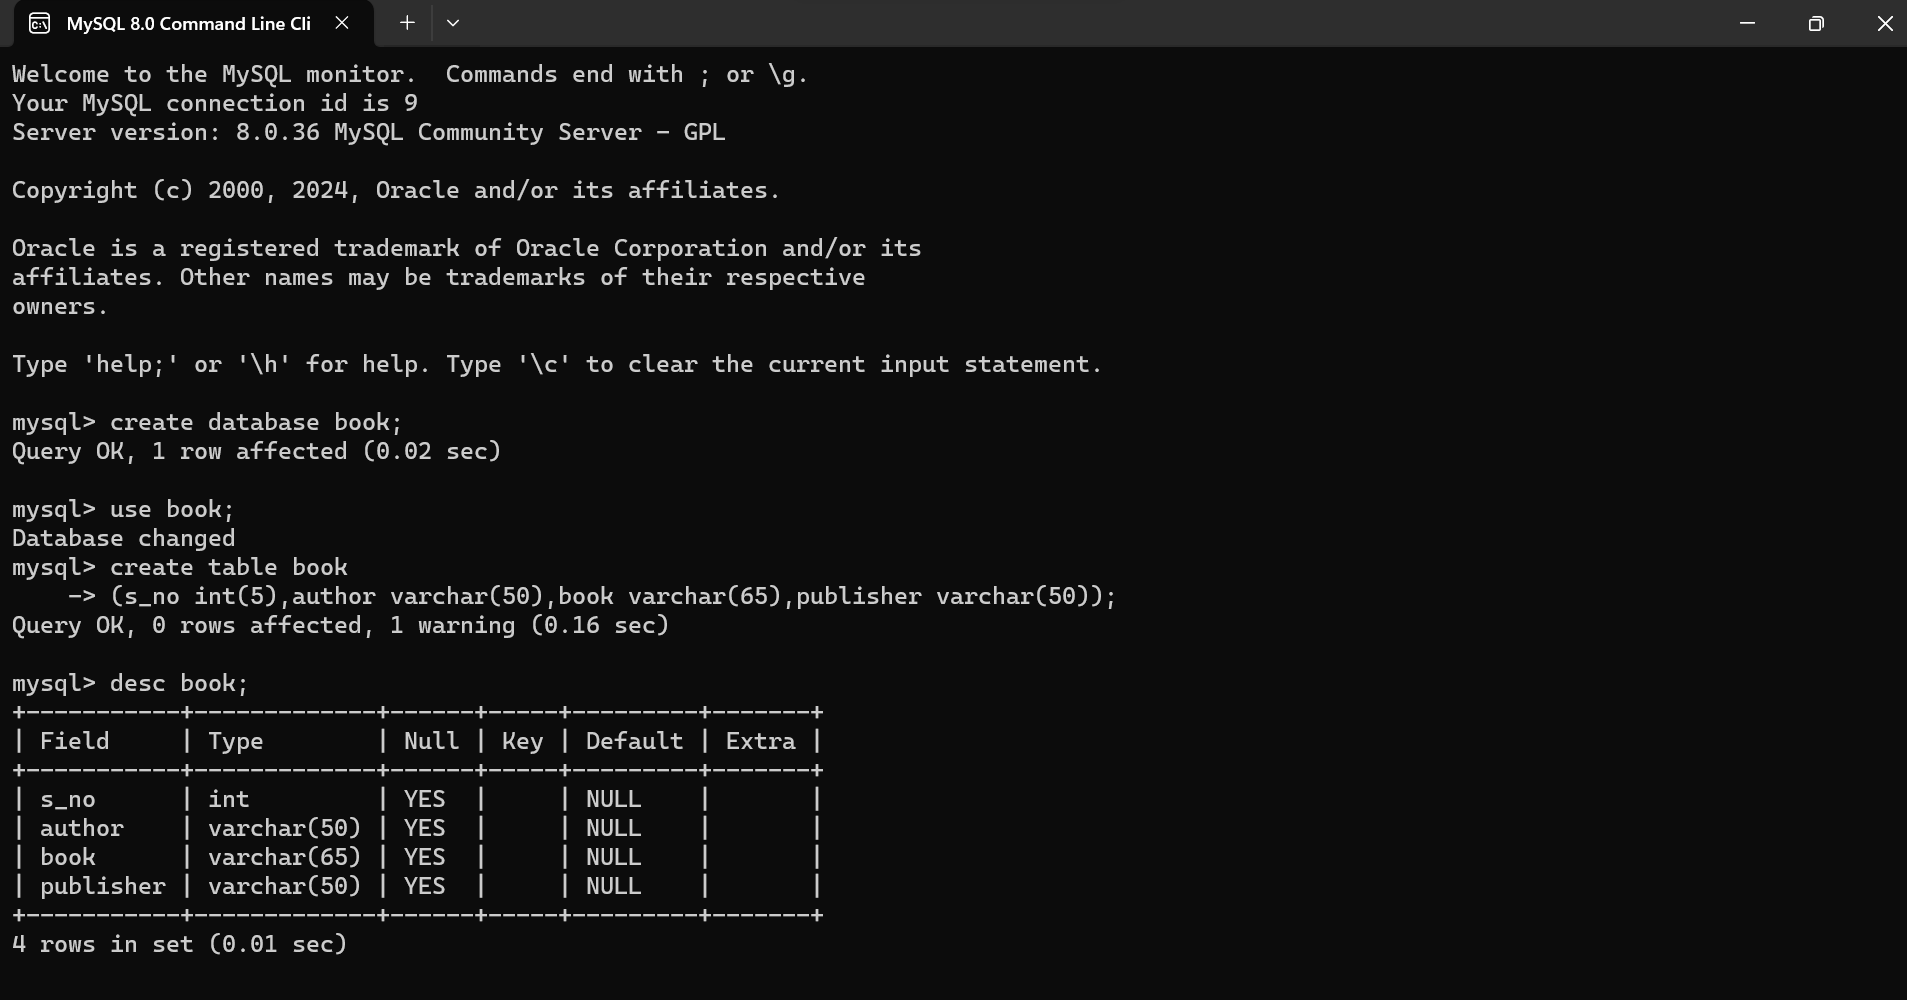 MySQL 8.0 Command Line Cli
Welcome to the MySQL monitor.  Commands end with ; or \g.
Your MySQL connection id is 9
Server version: 8.0.36 MySQL Community Server - GPL

Copyright (c) 2000, 2024, Oracle and/or its affiliates.

Oracle is a registered trademark of Oracle Corporation and/or its
affiliates. Other names may be trademarks of their respective
owners.

Type 'help;' or '\h' for help. Type '\c' to clear the current input statement.

mysql> create database book;
Query OK, 1 row affected (0.02 sec)

mysql> use book;
Database changed
mysql> create table book
    -> (s_no int(5),author varchar(50),book varchar(65),publisher varchar(50));
Query OK, 0 rows affected, 1 warning (0.16 sec)

mysql> desc book;
+-----------+-------------+------+-----+---------+-------+
| Field     | Type        | Null | Key | Default | Extra |
+-----------+-------------+------+-----+---------+-------+
| s_no      | int         | YES  |     | NULL    |       |
| author    | varchar(50) | YES  |     | NULL    |       |
| book      | varchar(65) | YES  |     | NULL    |       |
| publisher | varchar(50) | YES  |     | NULL    |       |
+-----------+-------------+------+-----+---------+-------+
4 rows in set (0.01 sec)